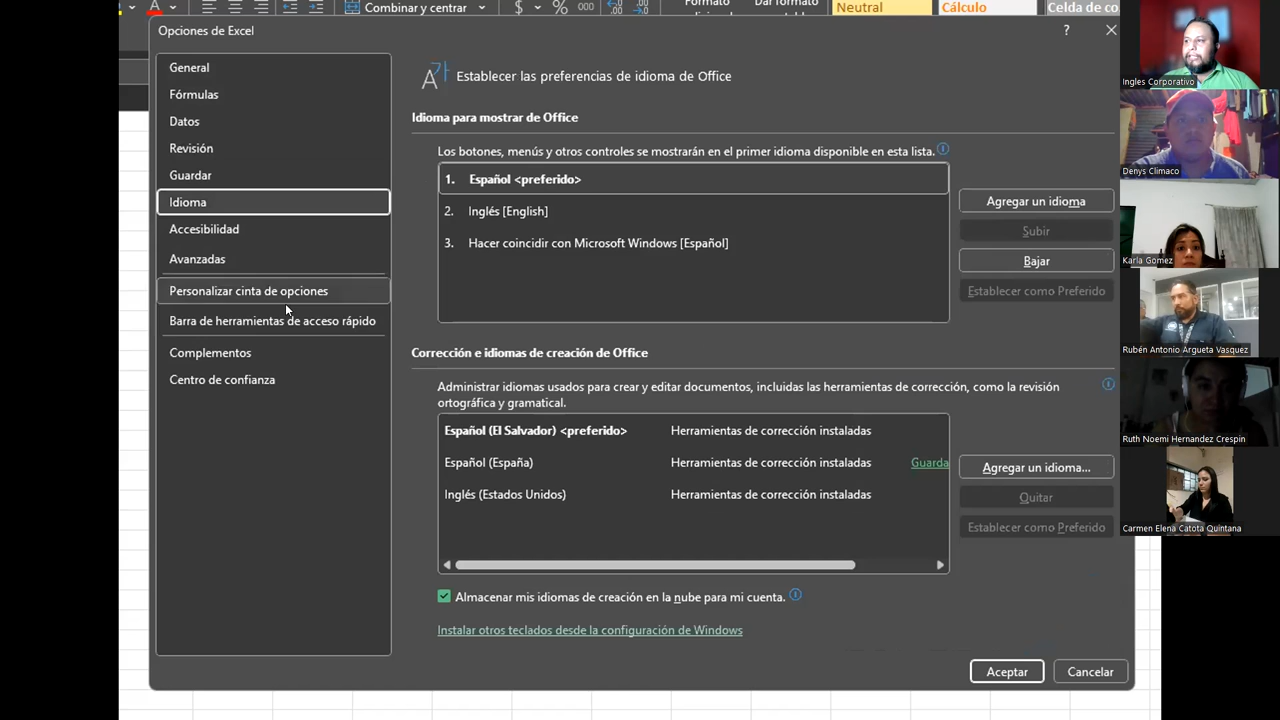 Combinar y centrar
$ % 000
Formato
Dar formato
Neutral
Cálculo
Celda de co
Opciones de Excel
?
General
Fórmulas
Datos
Revisión
Guardar
Idioma
Accesibilidad
Avanzadas
Personalizar cinta de opciones
Barra de herramientas de acceso rápido
Complementos
Centro de confianza
Establecer las preferencias de idioma de Office
Idioma para mostrar de Office
Los botones, menús y otros controles se mostrarán en el primer idioma disponible en esta lista.
1. Español <preferido>
2. Inglés [English]
3. Hacer coincidir con Microsoft Windows [Español]
Agregar un idioma
Subir
Bajar
Establecer como Preferido
Corrección e idiomas de creación de Office
Administrar idiomas usados para crear y editar documentos, incluidas las herramientas de corrección, como la revisión
ortográfica y gramatical.
Español (El Salvador) <preferido> Herramientas de corrección instaladas
Español (España) Herramientas de corrección instaladas Guarda
Inglés (Estados Unidos) Herramientas de corrección instaladas
Agregar un idioma...
Quitar
Establecer como Preferido
Almacenar mis idiomas de creación en la nube para mi cuenta.
Instalar otros teclados desde la configuración de Windows
Aceptar
Cancelar
Ingles Corporativo
Denys Climaco
Karla Gomez
Rubén Antonio Argueta Vasquez
Ruth Noemi Hernandez Crespin
Carmen Elena Catota Quintana